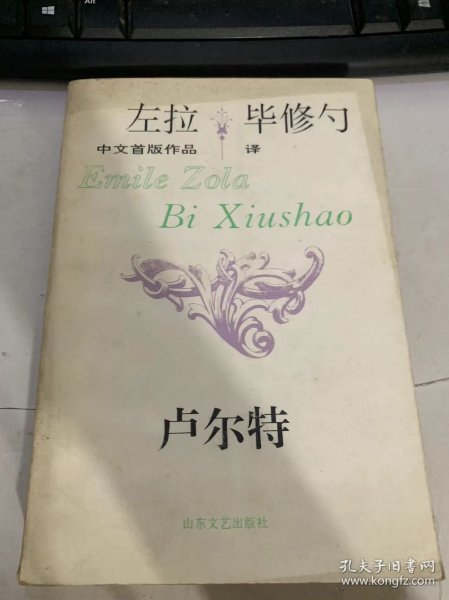 左拉 毕修勺
中文首版作品 译
Emile Zola
Bi Xiushao
卢尔特
山东文艺出版社
孔夫子旧书网
www.kongfz.com
Alt